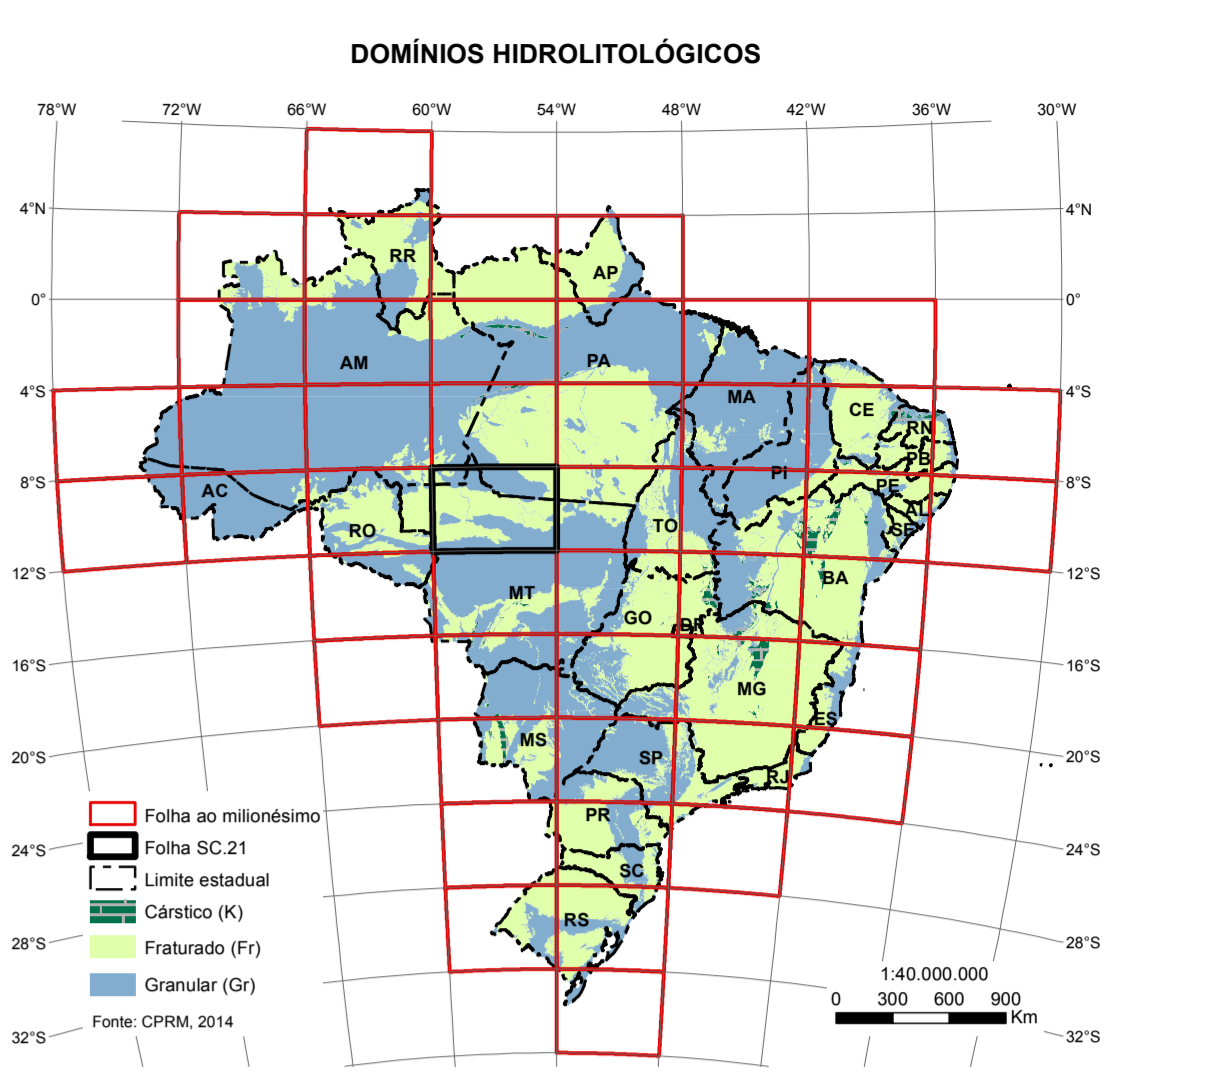 DOMÍNIOS HIDROLITOLÓGICOS
78°W 72°W 66°W 60°W 54°W 48°W 42°W 36°W 30°W
4°N 4°N
RR
AP
0° 0°
AM
PA
4°S 4°S
MA
CE
RN
PB
PI
8°S 8°S
AC
PE
AL
SE
RO
TO
12°S 12°S
BA
MT
GO
DF
16°S 16°S
MG
ES
MS
SP
20°S 20°S
RJ
PR
Folha ao milionésimo
Folha SC.21
24°S 24°S
SC
Limite estadual
Cárstico (K)
RS
28°S 28°S
Fraturado (Fr)
1:40.000.000
Granular (Gr)
0 300 600 900
Km
Fonte: CPRM, 2014
32°S 32°S